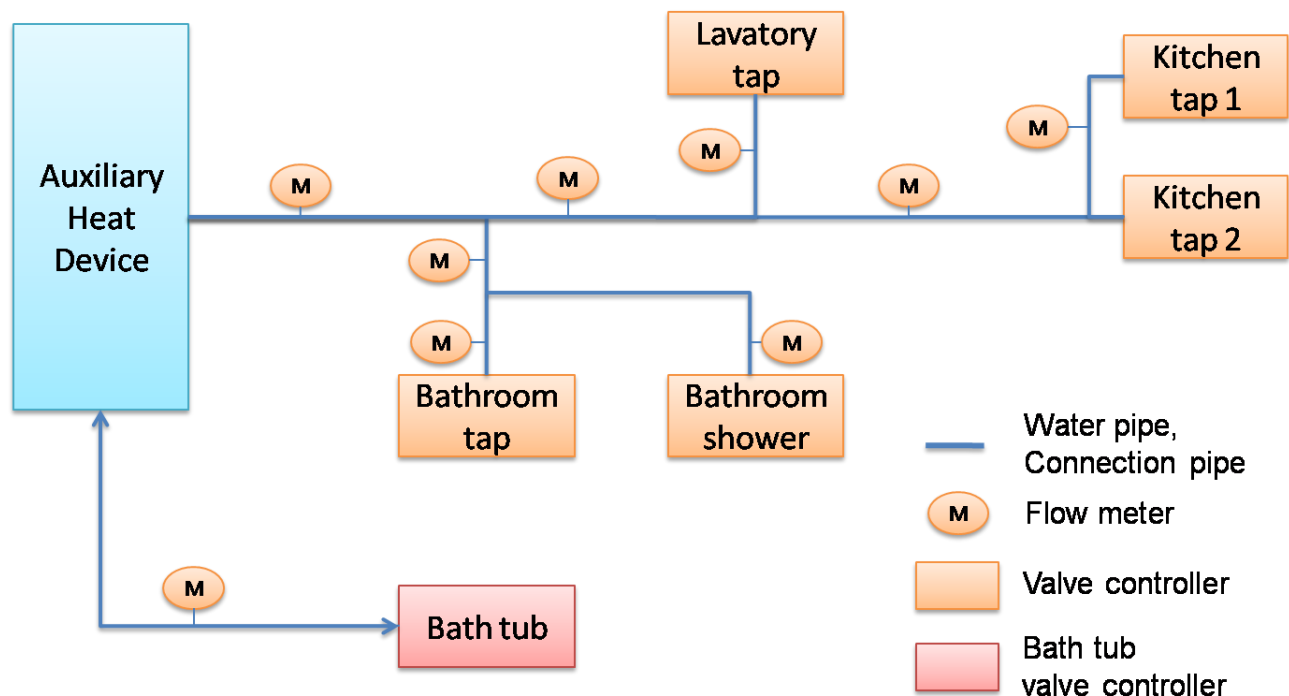 Auxiliary
Heat
Device
M
M
Lavatory
tap
M
M
M
Kitchen
tap 1
Kitchen
tap 2
M
M
Bathroom
tap
M
Bathroom
shower
M
Bath tub
Water pipe,
Connection pipe
M
Flow meter
Valve controller
Bath tub
valve controller